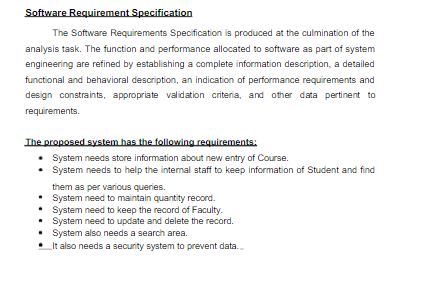 Software Requirement Specification
The Software Requirements Specification is produced at the culmination of the
analysis task. The function and performance allocated to software as part of system
engineering are refined by establishing a complete information description, a detailed
functional and behavioral description, an indication of performance requirements and
design constraints, appropriate validation criteria, and other data pertinent to
requirements.
The proposed system has the following requirements:
• System needs store information about new entry of Course.
• System needs to help the internal staff to keep information of Student and find
them as per various queries.
• System need to maintain quantity record.
• System need to keep the record of Faculty.
• System need to update and delete the record.
• System also needs a search area.
• It also needs a security system to prevent data.